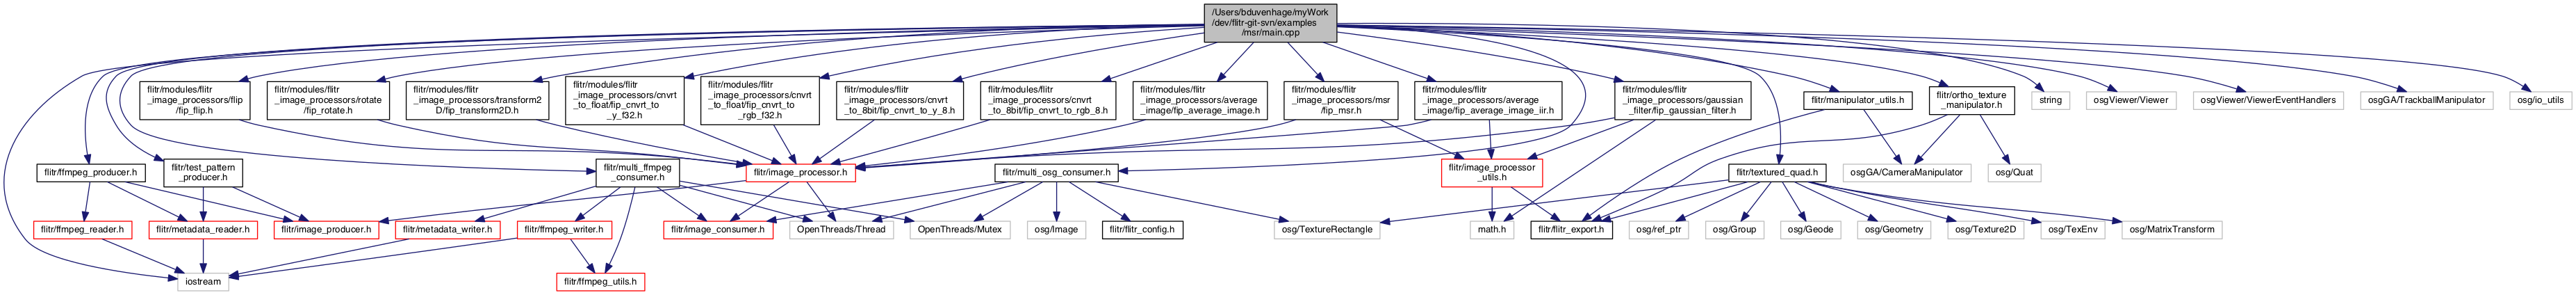 /Users/bduvenhage/myWork
/dev/flitr-git-svn/examples
/msr/main.cpp
flitr/modules/flitr
_image_processors/flip
/fip_flip.h
flitr/modules/flitr
_image_processors/rotate
/fip_rotate.h
flitr/modules/flitr
_image_processors/transform2
D/fip_transform2D.h
flitr/modules/flitr
_image_processors/cnvrt
_to_float/fip_cnvrt_to
_y_f32.h
flitr/modules/flitr
_image_processors/cnvrt
_to_float/fip_cnvrt_to
_rgb_f32.h
flitr/modules/flitr
_image_processors/cnvrt
_to_8bit/fip_cnvrt_to_y_8.h
flitr/modules/flitr
_image_processors/cnvrt
_to_8bit/fip_cnvrt_to_rgb_8.h
flitr/modules/flitr
_image_processors/average
_image/fip_average_image.h
flitr/modules/flitr
_image_processors/msr
/fip_msr.h
flitr/modules/flitr
_image_processors/average
_image/fip_average_image_iir.h
flitr/modules/flitr
_image_processors/gaussian
_filter/fip_gaussian_filter.h
flitr/manipulator_utils.h
flitr/ortho_texture
_manipulator.h
string
osgViewer/Viewer
osgViewer/ViewerEventHandlers
osgGA/TrackballManipulator
osg/io_utils
flitr/ffmpeg_producer.h
flitr/test_pattern
_producer.h
flitr/multi_ffmpeg
_consumer.h
flitr/image_processor.h
flitr/multi_osg_consumer.h
flitr/image_processor
_utils.h
flitr/textured_quad.h
osgGA/CameraManipulator
osg/Quat
flitr/ffmpeg_reader.h
flitr/metadata_reader.h
flitr/image_producer.h
flitr/metadata_writer.h
flitr/ffmpeg_writer.h
flitr/image_consumer.h
OpenThreads/Thread
OpenThreads/Mutex
osg/Image
flitr/flitr_config.h
osg/TextureRectangle
math.h
flitr/flitr_export.h
osg/ref_ptr
osg/Group
osg/Geode
osg/Geometry
osg/Texture2D
osg/TexEnv
osg/MatrixTransform
iostream
flitr/ffmpeg_utils.h